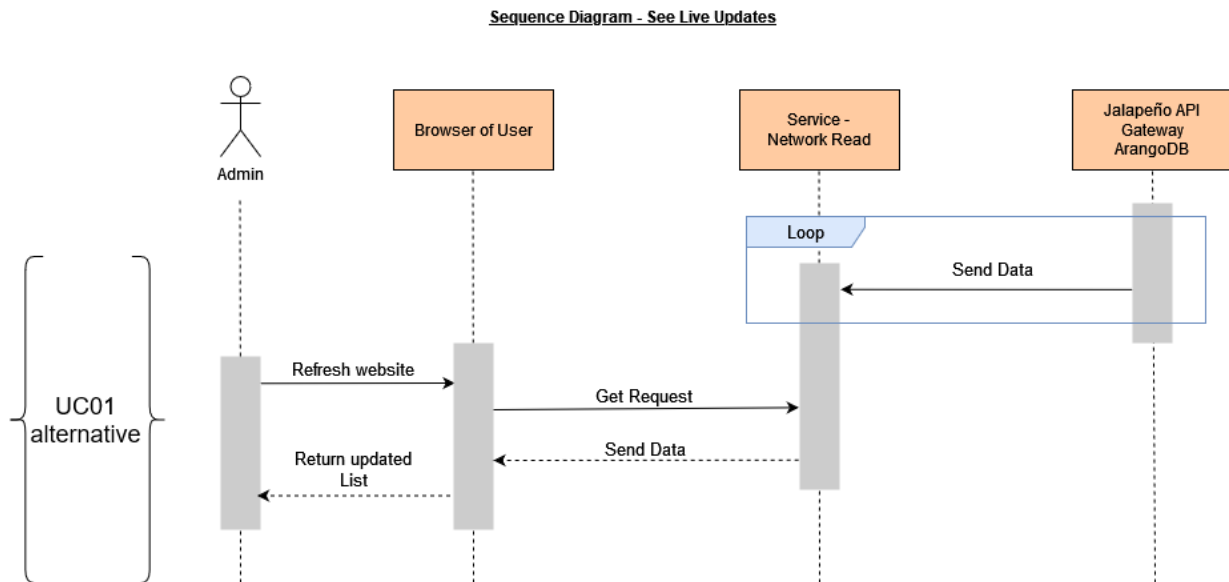 Sequence Diagram - See Live Updates
Admin
Browser of User
Service -
Network Read
Jalapeño API
Gateway
ArangoDB
Loop
Send Data
Refresh website
Get Request
UC01
alternative
Send Data
Return updated
List